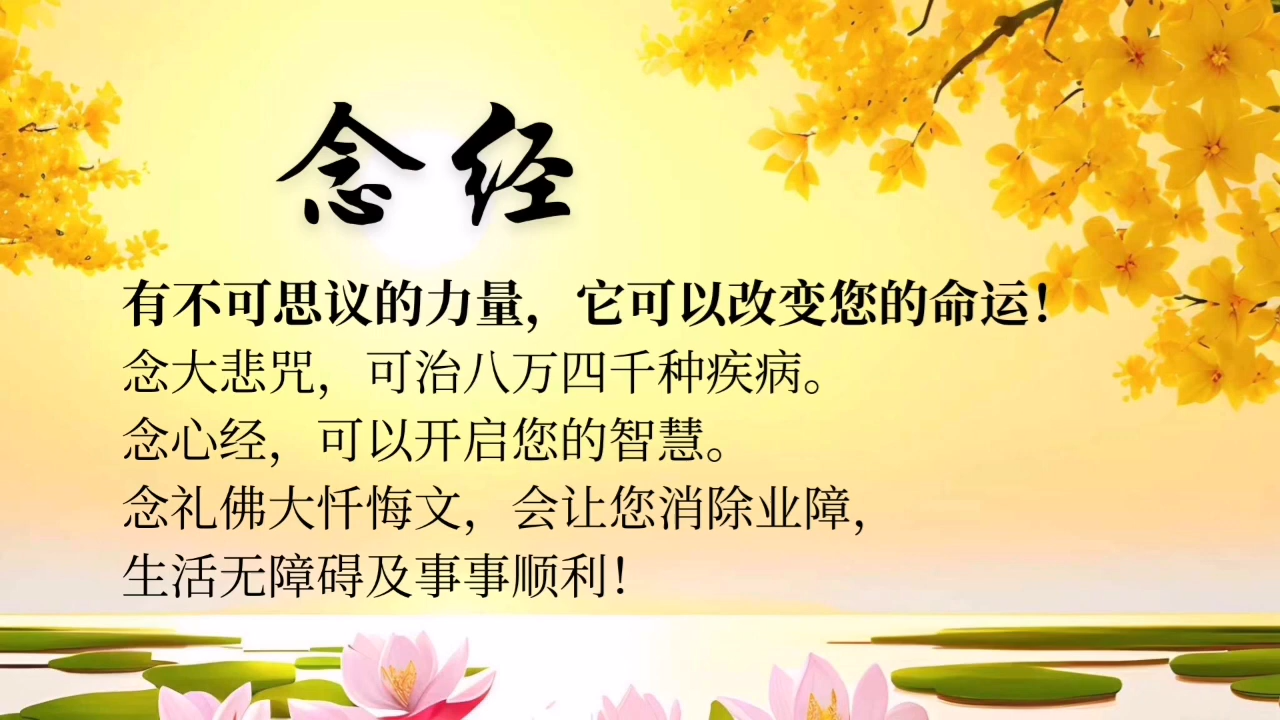 念经
有不可思议的力量，它可以改变您的命运！
念大悲咒，可治八万四千种疾病。
念心经，可以开启您的智慧。
念礼佛大忏悔文，会让您消除业障，
生活无障碍及事事顺利！